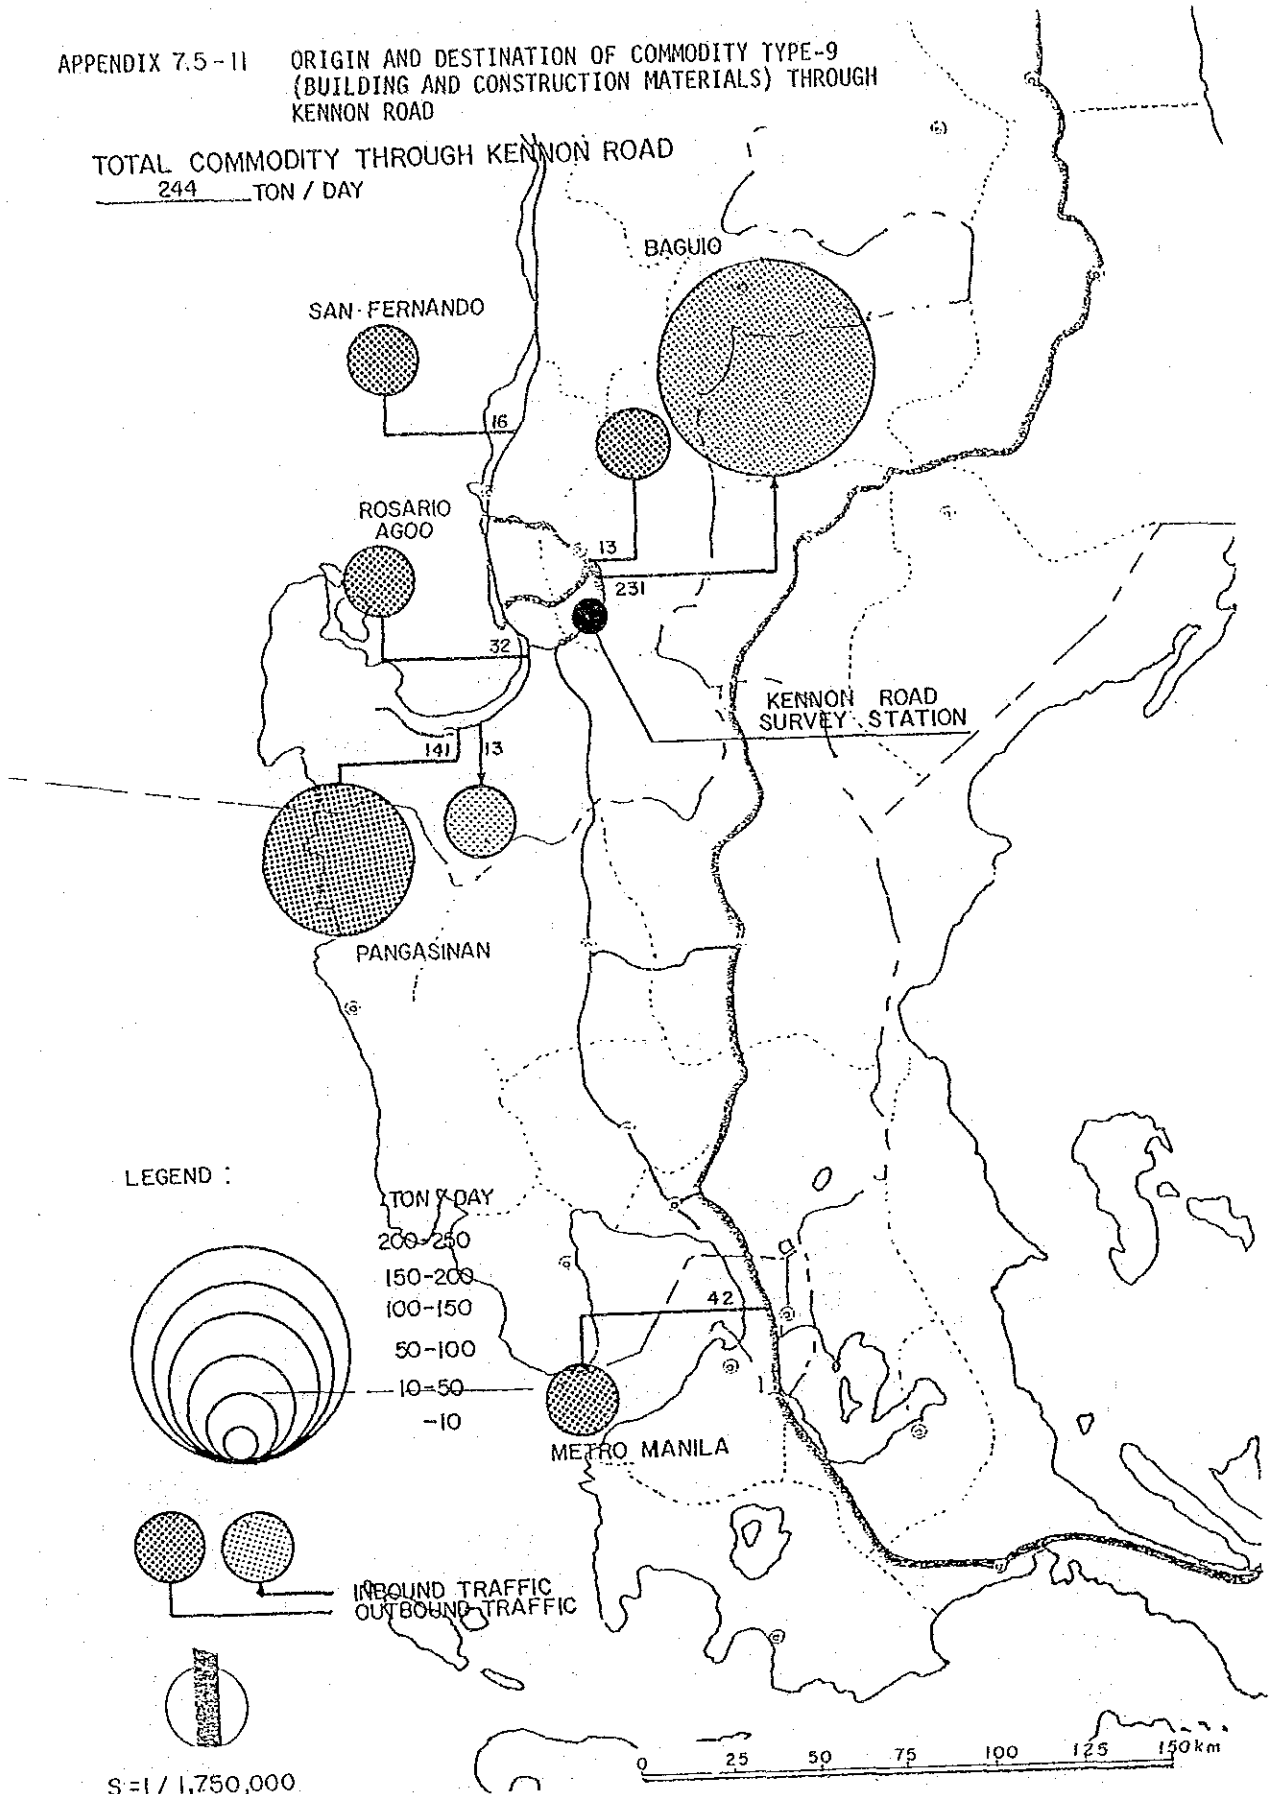 APPENDIX 7.5-11 ORIGIN AND DESTINATION OF COMMODITY TYPE-9
(BUILDING AND CONSTRUCTION MATERIALS) THROUGH
KENNON ROAD
TOTAL COMMODITY THROUGH KENNON ROAD
244 TON / DAY
BAGUIO
SAN·FERNANDO
16
ROSARIO
AGOO
13
231
32
KENNON ROAD
SURVEY STATION
141
13
PANGASINAN
LEGEND :
TON / DAY
200-250
150-200
100-150
50-100
10-50
-10
42
METRO MANILA
INBOUND TRAFFIC
OUTBOUND TRAFFIC
0 25 50 75 100 125 150km
S=1 / 1,750,000